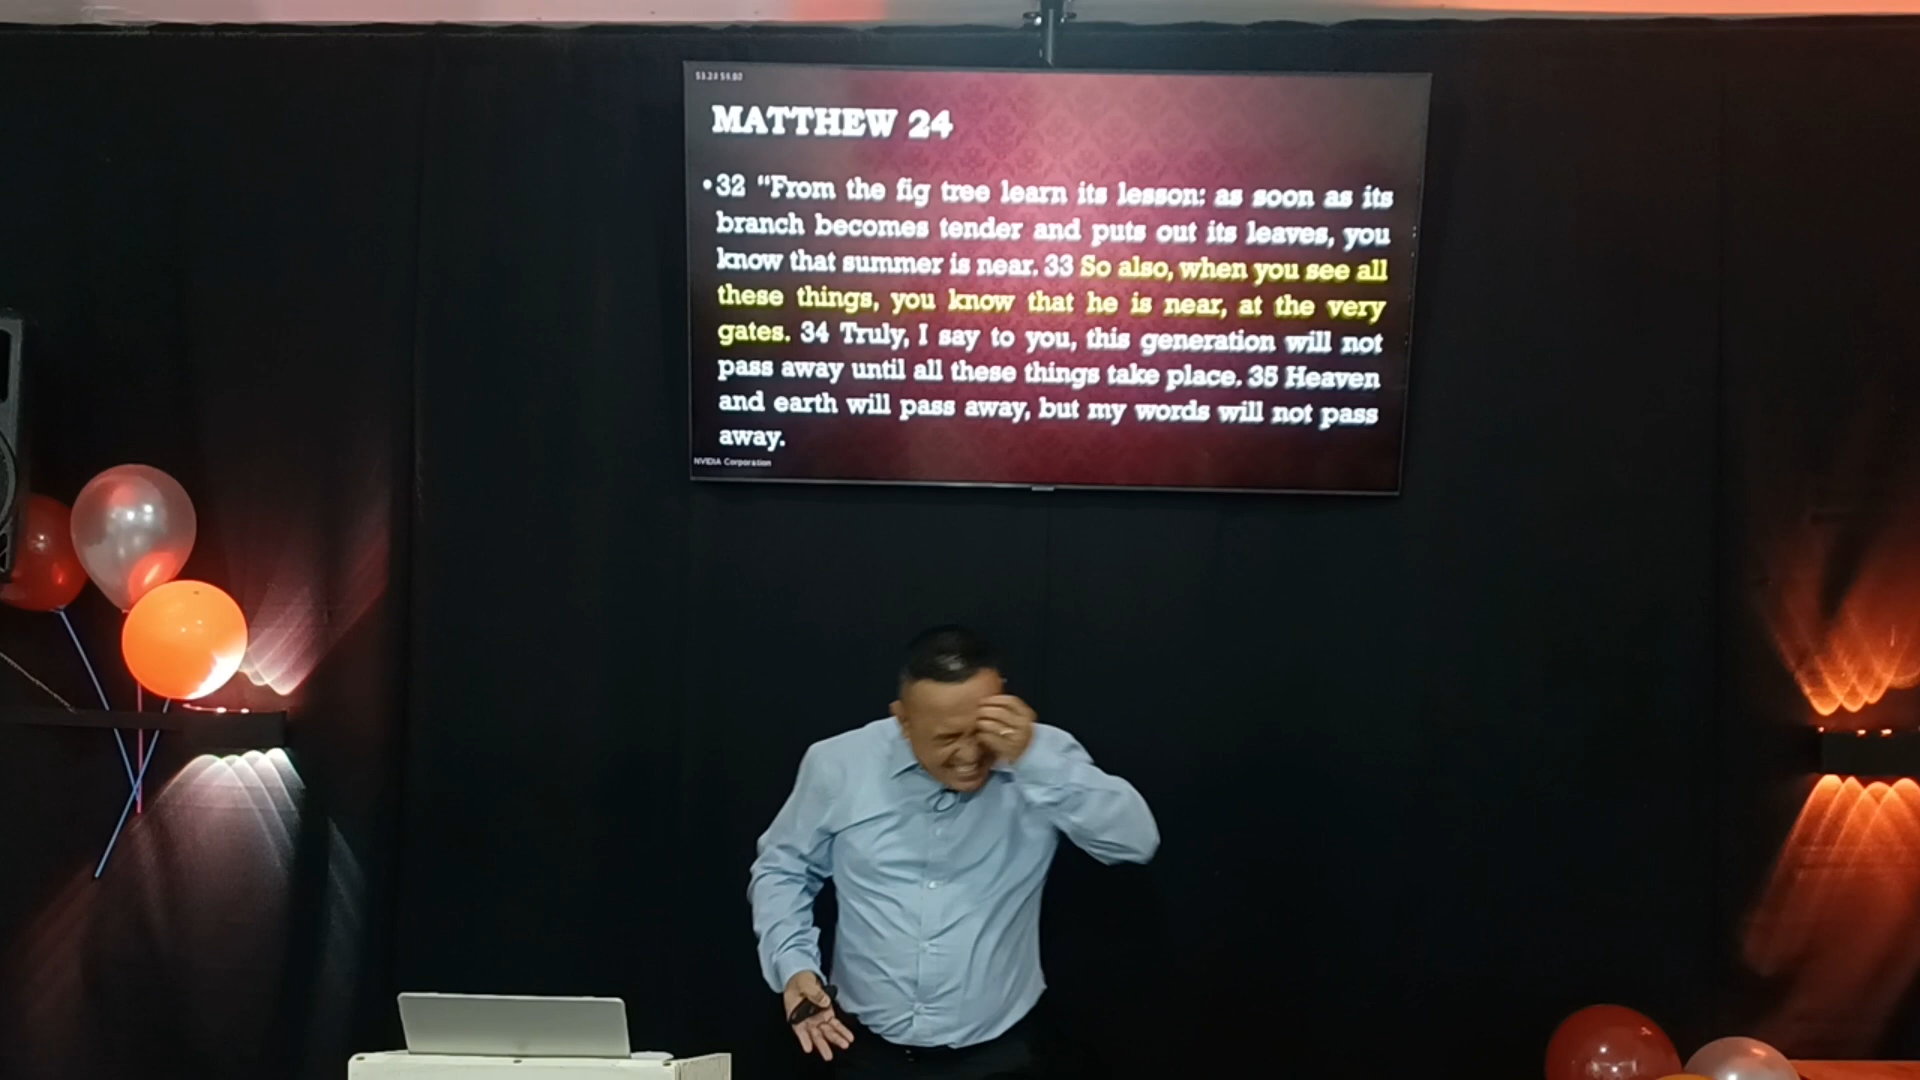 MATTHEW 24
•32 “From the fig tree learn its lesson: as soon as its
branch becomes tender and puts out its leaves, you
know that summer is near. 33 So also, when you see all
these things, you know that he is near, at the very
gates. 34 Truly, I say to you, this generation will not
pass away until all these things take place. 35 Heaven
and earth will pass away, but my words will not pass
away.
NVIDIA Corporation